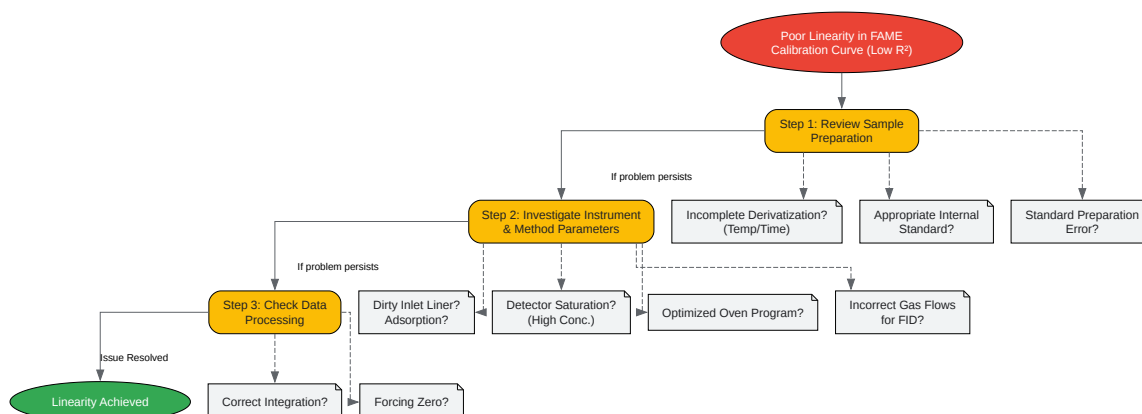 Poor Linearity in FAME
Calibration Curve (Low R²)
Step 1: Review Sample
Preparation
If problem persists
Step 2: Investigate Instrument
& Method Parameters
Incomplete Derivatization?
(Temp/Time)
Appropriate Internal
Standard?
Standard Preparation
Error?
If problem persists
Step 3: Check Data
Processing
Dirty Inlet Liner?
Adsorption?
Detector Saturation?
(High Conc.)
Optimized Oven Program?
Incorrect Gas Flows
for FID?
Issue Resolved
Linearity Achieved
Correct Integration?
Forcing Zero?